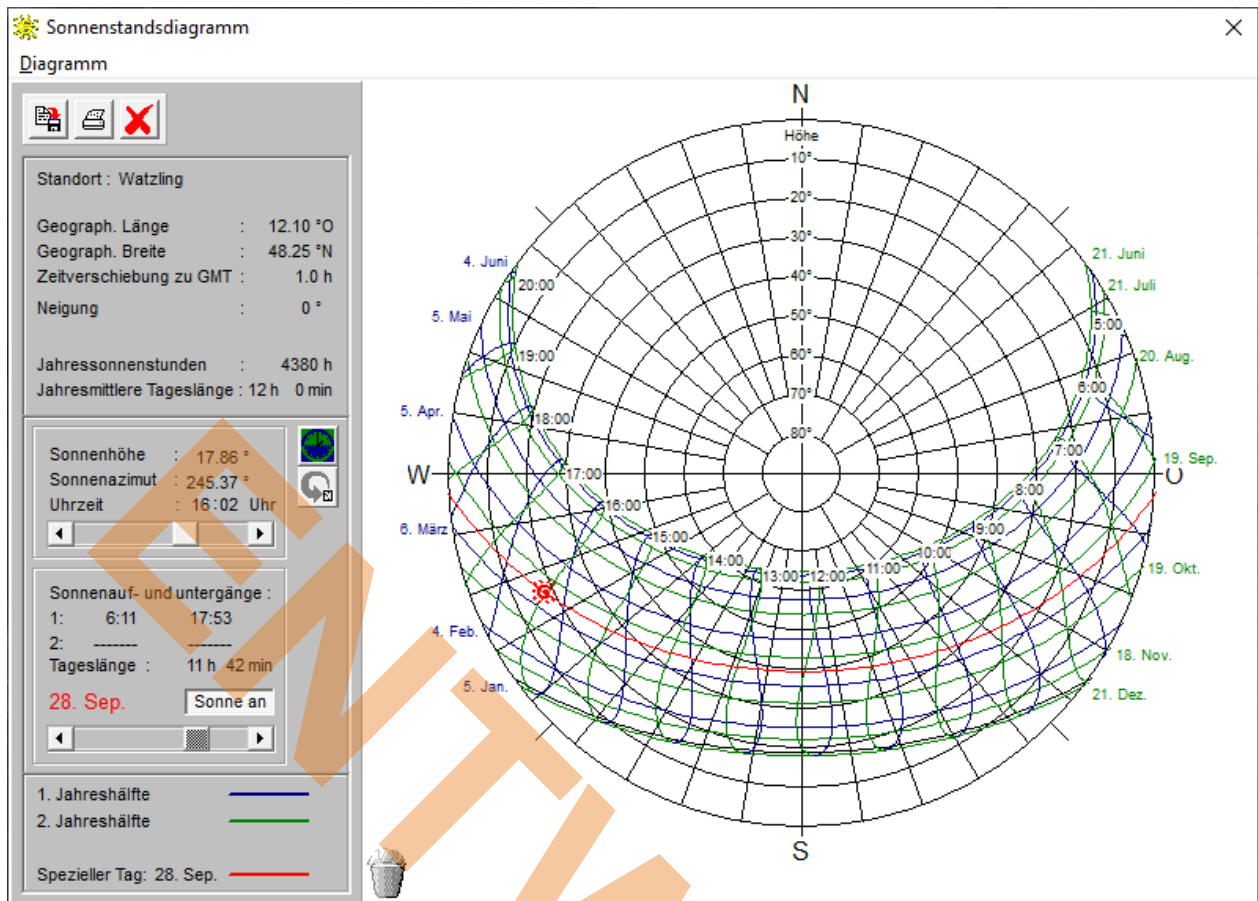 Sonnenstandsdiagramm
Diagramm
Standort : Watzling
Geograph. Länge : 12.10 °O
Geograph. Breite : 48.25 °N
Zeitverschiebung zu GMT : 1.0 h
Neigung : 0 °
Jahressonnenstunden : 4380 h
Jahresmittlere Tageslänge : 12 h 0 min
Sonnenhöhe : 17.86 °
Sonnenazimut : 245.37 °
Uhrzeit : 16:02 Uhr
Sonnenauf- und untergänge :
1: 6:11 17:53
2: ------- -------
Tageslänge : 11 h 42 min
28. Sep. Sonne an
1. Jahreshälfte
2. Jahreshälfte
Spezieller Tag: 28. Sep.
N
Höhe
10°
20°
30°
40°
50°
60°
70°
80°
4. Juni
5. Mai
5. Apr.
W
6. März
4. Feb.
5. Jan.
21. Juni
21. Juli
20. Aug.
19. Sep.
O
19. Okt.
18. Nov.
21. Dez.
20:00
19:00
18:00
17:00
16:00
15:00
14:00
13:00
12:00
11:00
10:00
9:00
8:00
7:00
6:00
5:00
S
ENTW